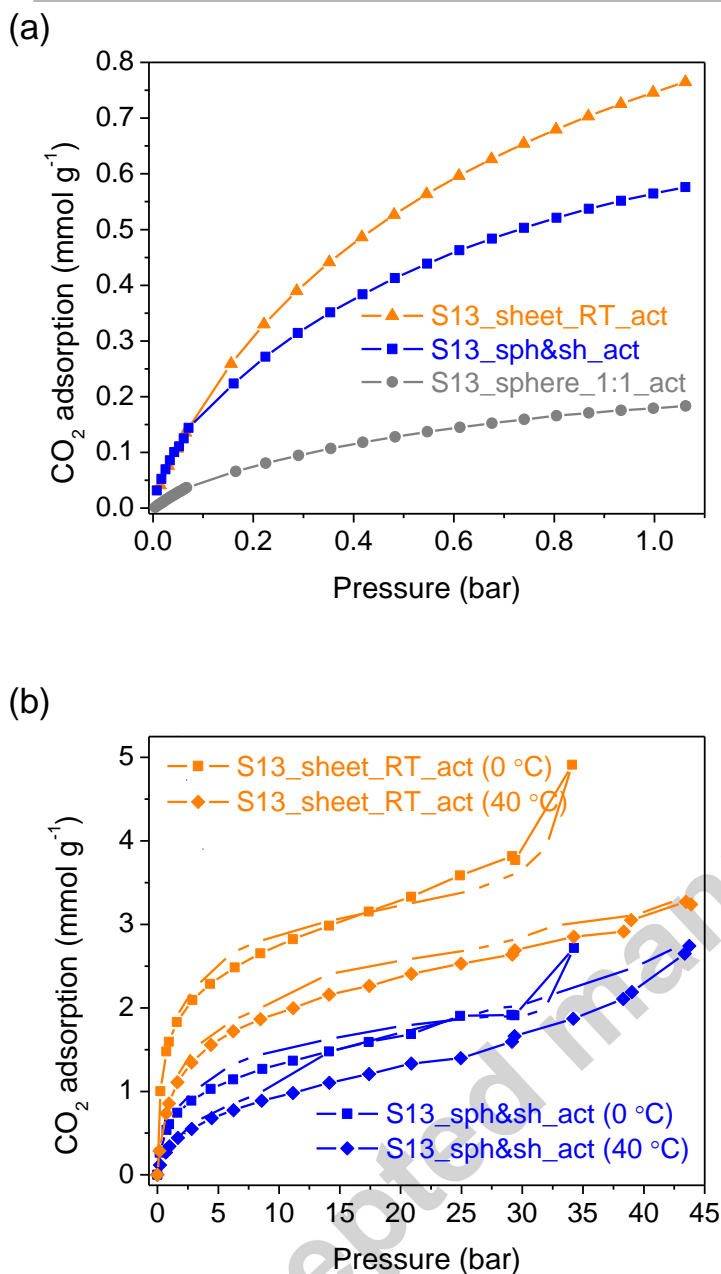 (a)
0.8
0.7
0.6
0.5
0.4
0.3
0.2
0.1
0.0
CO2 adsorption (mmol g-1)
S13_sheet_RT_act
S13_sph&sh_act
S13_sphere_1:1_act
0.0 0.2 0.4 0.6 0.8 1.0
Pressure (bar)
(b)
5
4
3
2
1
0
CO2 adsorption (mmol g-1)
S13_sheet_RT_act (0 °C)
S13_sheet_RT_act (40 °C)
S13_sph&sh_act (0 °C)
S13_sph&sh_act (40 °C)
0 5 10 15 20 25 30 35 40 45
Pressure (bar)
epted man